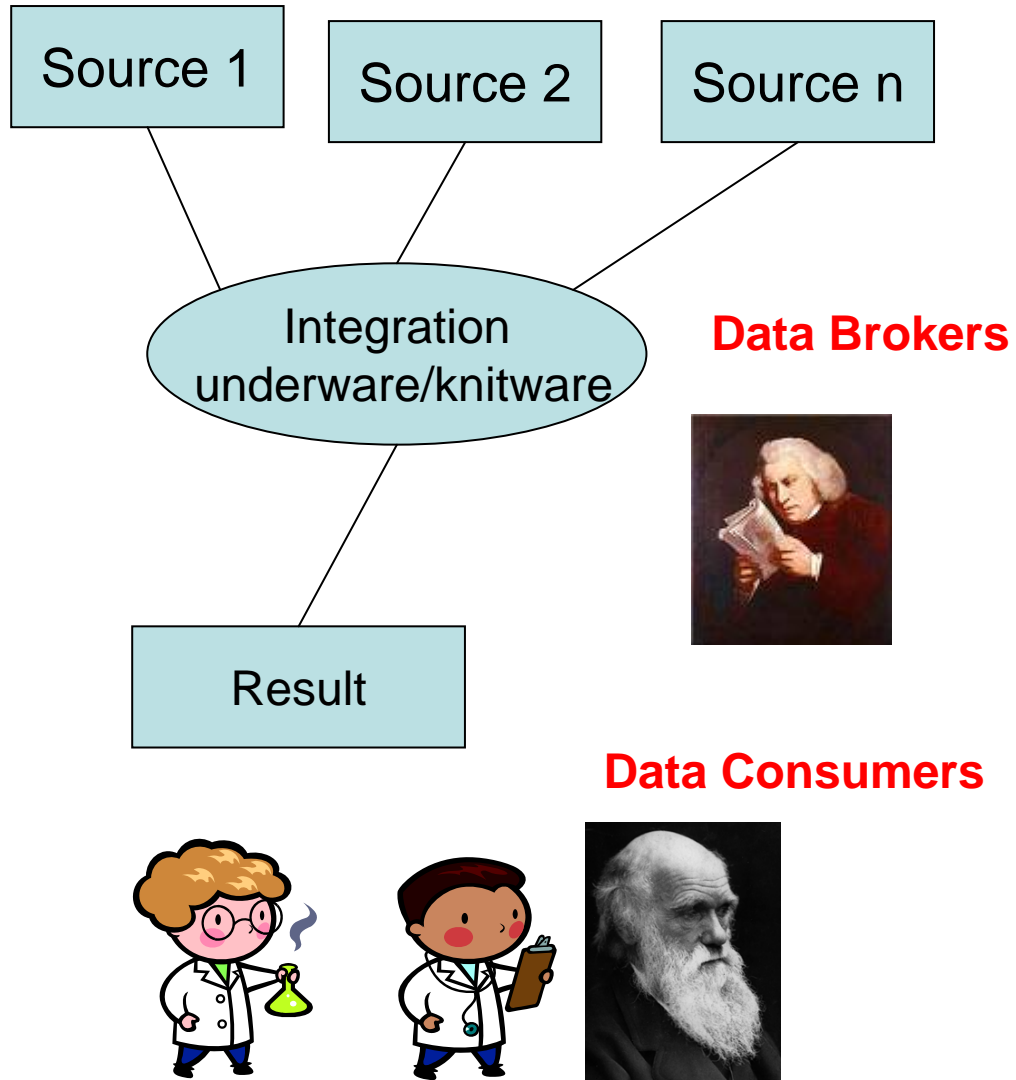 Source 1
Source 2
Source n
Integration
underware/knitware
Data Brokers
Result
Data Consumers